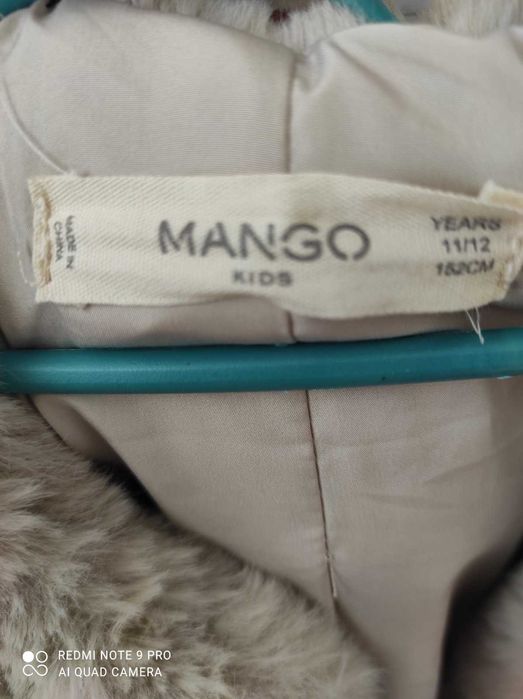 MADE IN
CHINA
MANGO
KIDS
YEARS
11/12
152CM
REDMI NOTE 9 PRO
AI QUAD CAMERA